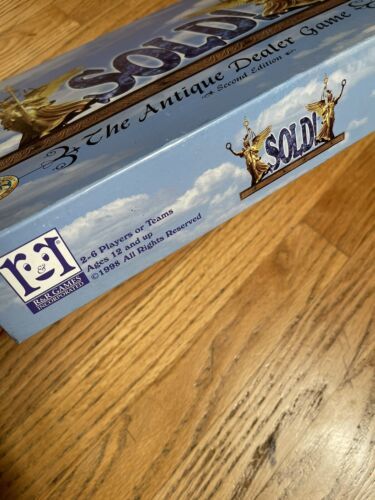 SOLD!
The Antique Dealer Game
Second Edition
SOLD!
R&R
R&R GAMES
INCORPORATED
2-6 Players or Teams
Ages 12 and up
©1998 All Rights Reserved